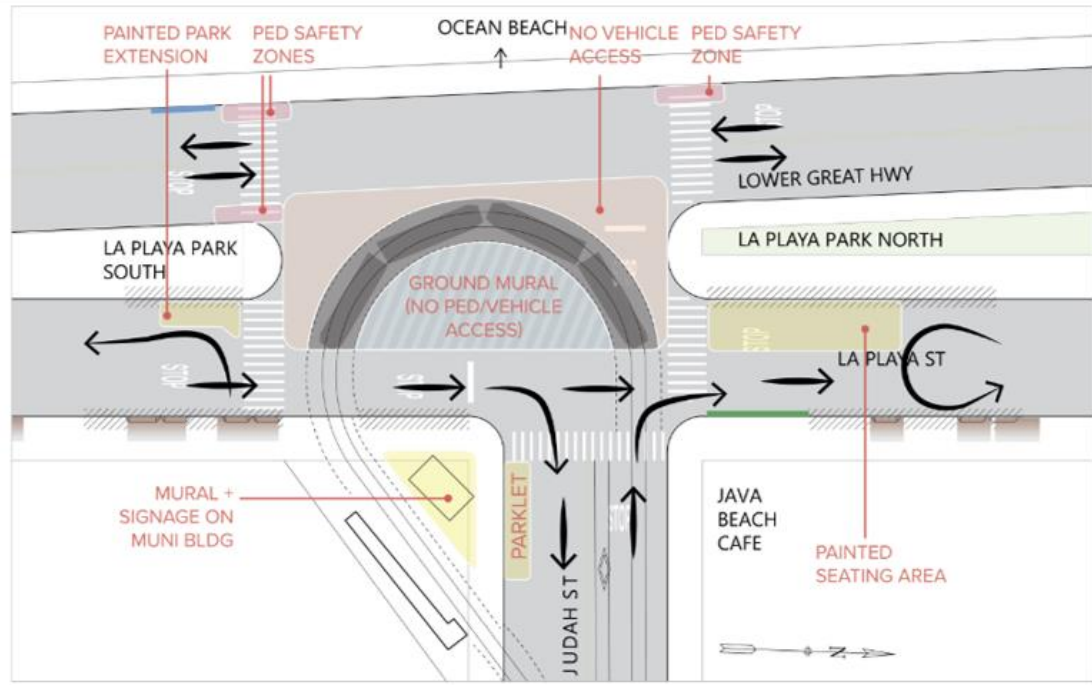 PAINTED PARK
EXTENSION
PED SAFETY
ZONES
OCEAN BEACH
NO VEHICLE
ACCESS
PED SAFETY
ZONE
STOP
STOP
LOWER GREAT HWY
LA PLAYA PARK
SOUTH
LA PLAYA PARK NORTH
GROUND MURAL
(NO PED/VEHICLE
ACCESS)
STOP
LA PLAYA ST
STOP
MURAL +
SIGNAGE ON
MUNI BLDG
PARKLET
STOP
JUDAH ST
JAVA
BEACH
CAFE
PAINTED
SEATING AREA
N